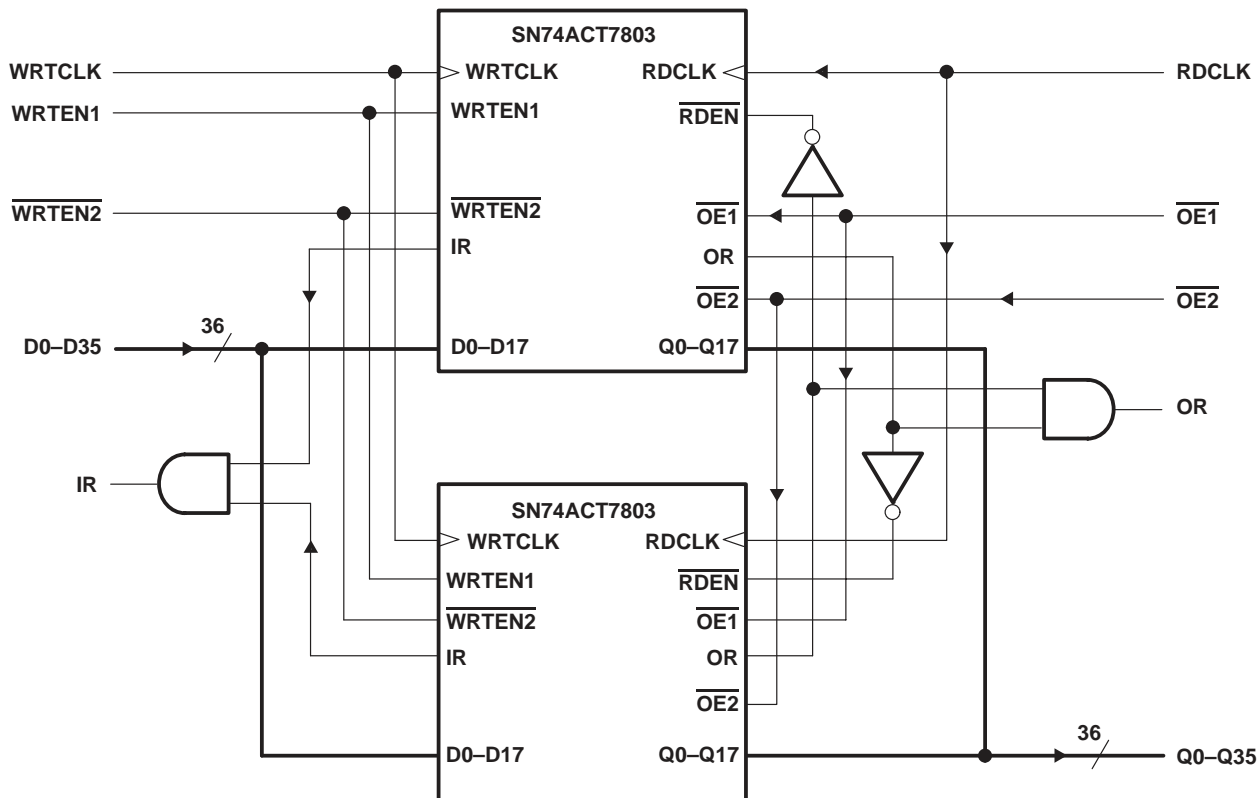 SN74ACT7803
WRTCLK
WRTCLK
RDCLK
RDCLK
WRTEN1
WRTEN1
RDEN
WRTEN2
WRTEN2
OE1
OE1
IR
OR
OE2
OE2
36
D0–D35
D0–D17
Q0–Q17
OR
IR
SN74ACT7803
WRTCLK
RDCLK
WRTEN1
RDEN
WRTEN2
OE1
IR
OR
OE2
36
D0–D17
Q0–Q17
Q0–Q35